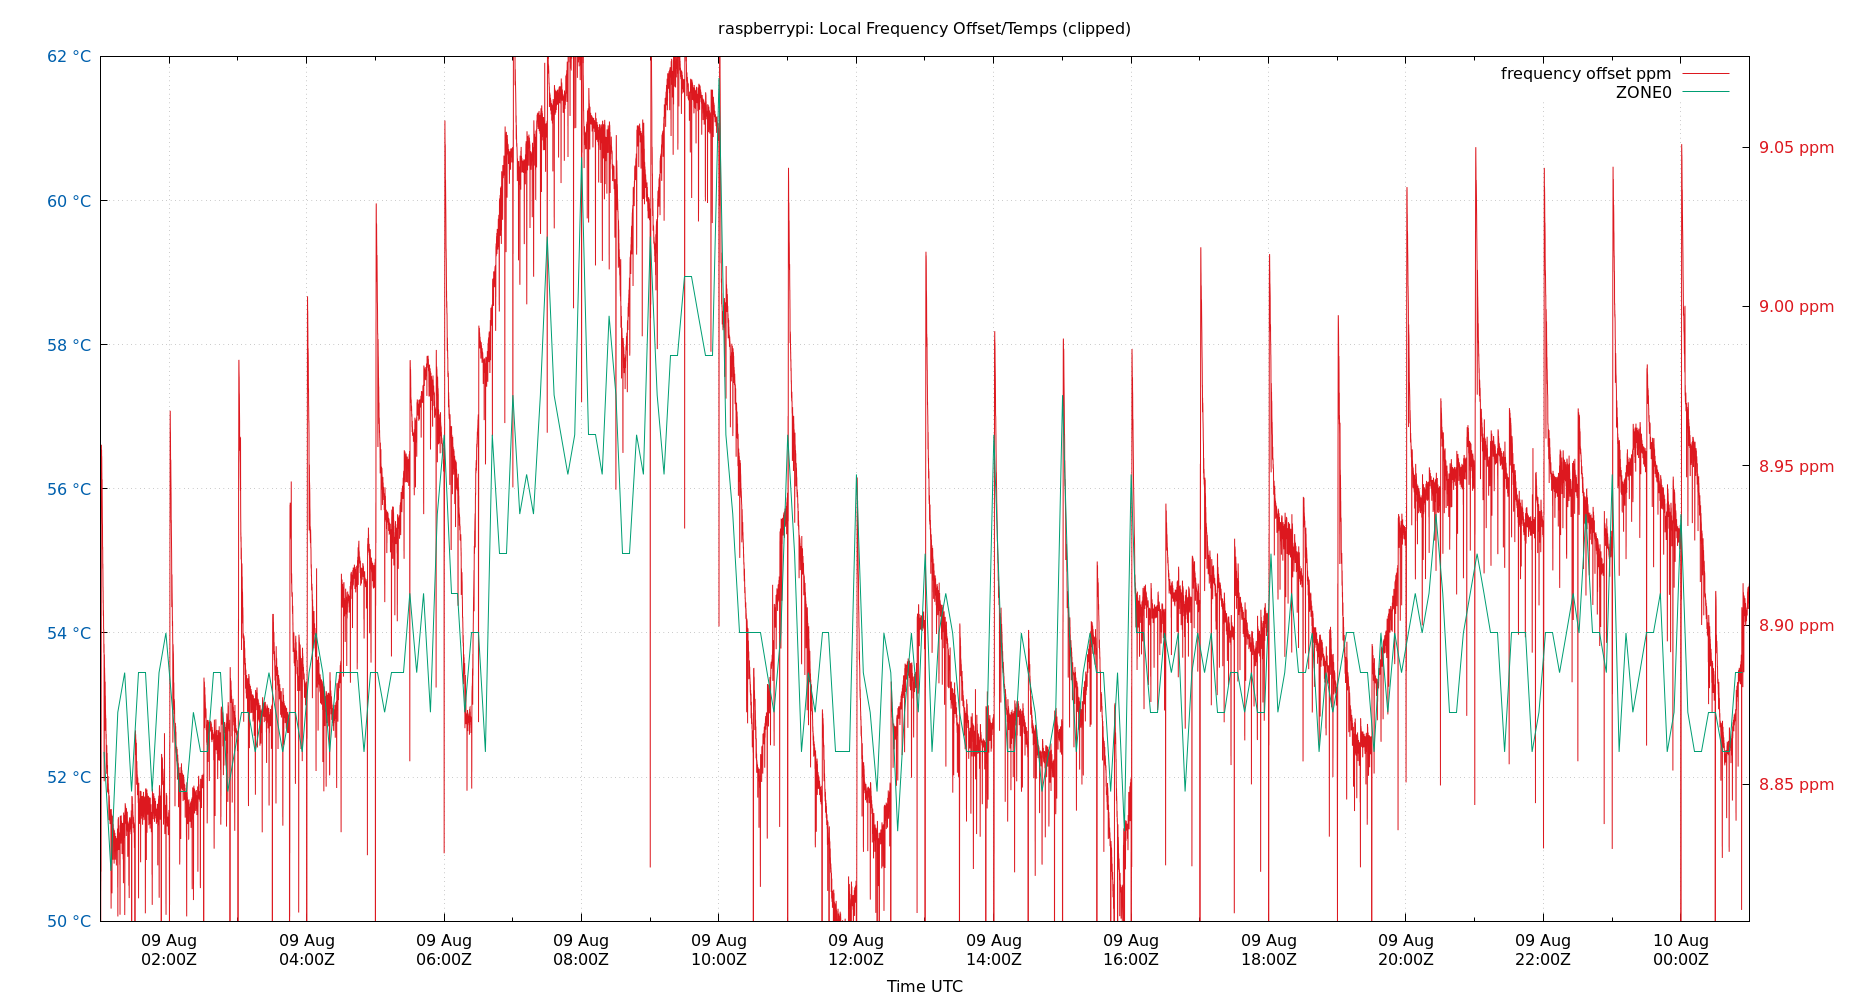 raspberrypi: Local Frequency Offset/Temps (clipped)
62 °C
60 °C
58 °C
56 °C
54 °C
52 °C
50 °C
frequency offset ppm
ZONE0
9.05 ppm
9.00 ppm
8.95 ppm
8.90 ppm
8.85 ppm
09 Aug 09 Aug 09 Aug 09 Aug 09 Aug 09 Aug 09 Aug 09 Aug 09 Aug 09 Aug 09 Aug 10 Aug
02:00Z 04:00Z 06:00Z 08:00Z 10:00Z 12:00Z 14:00Z 16:00Z 18:00Z 20:00Z 22:00Z 00:00Z
Time UTC